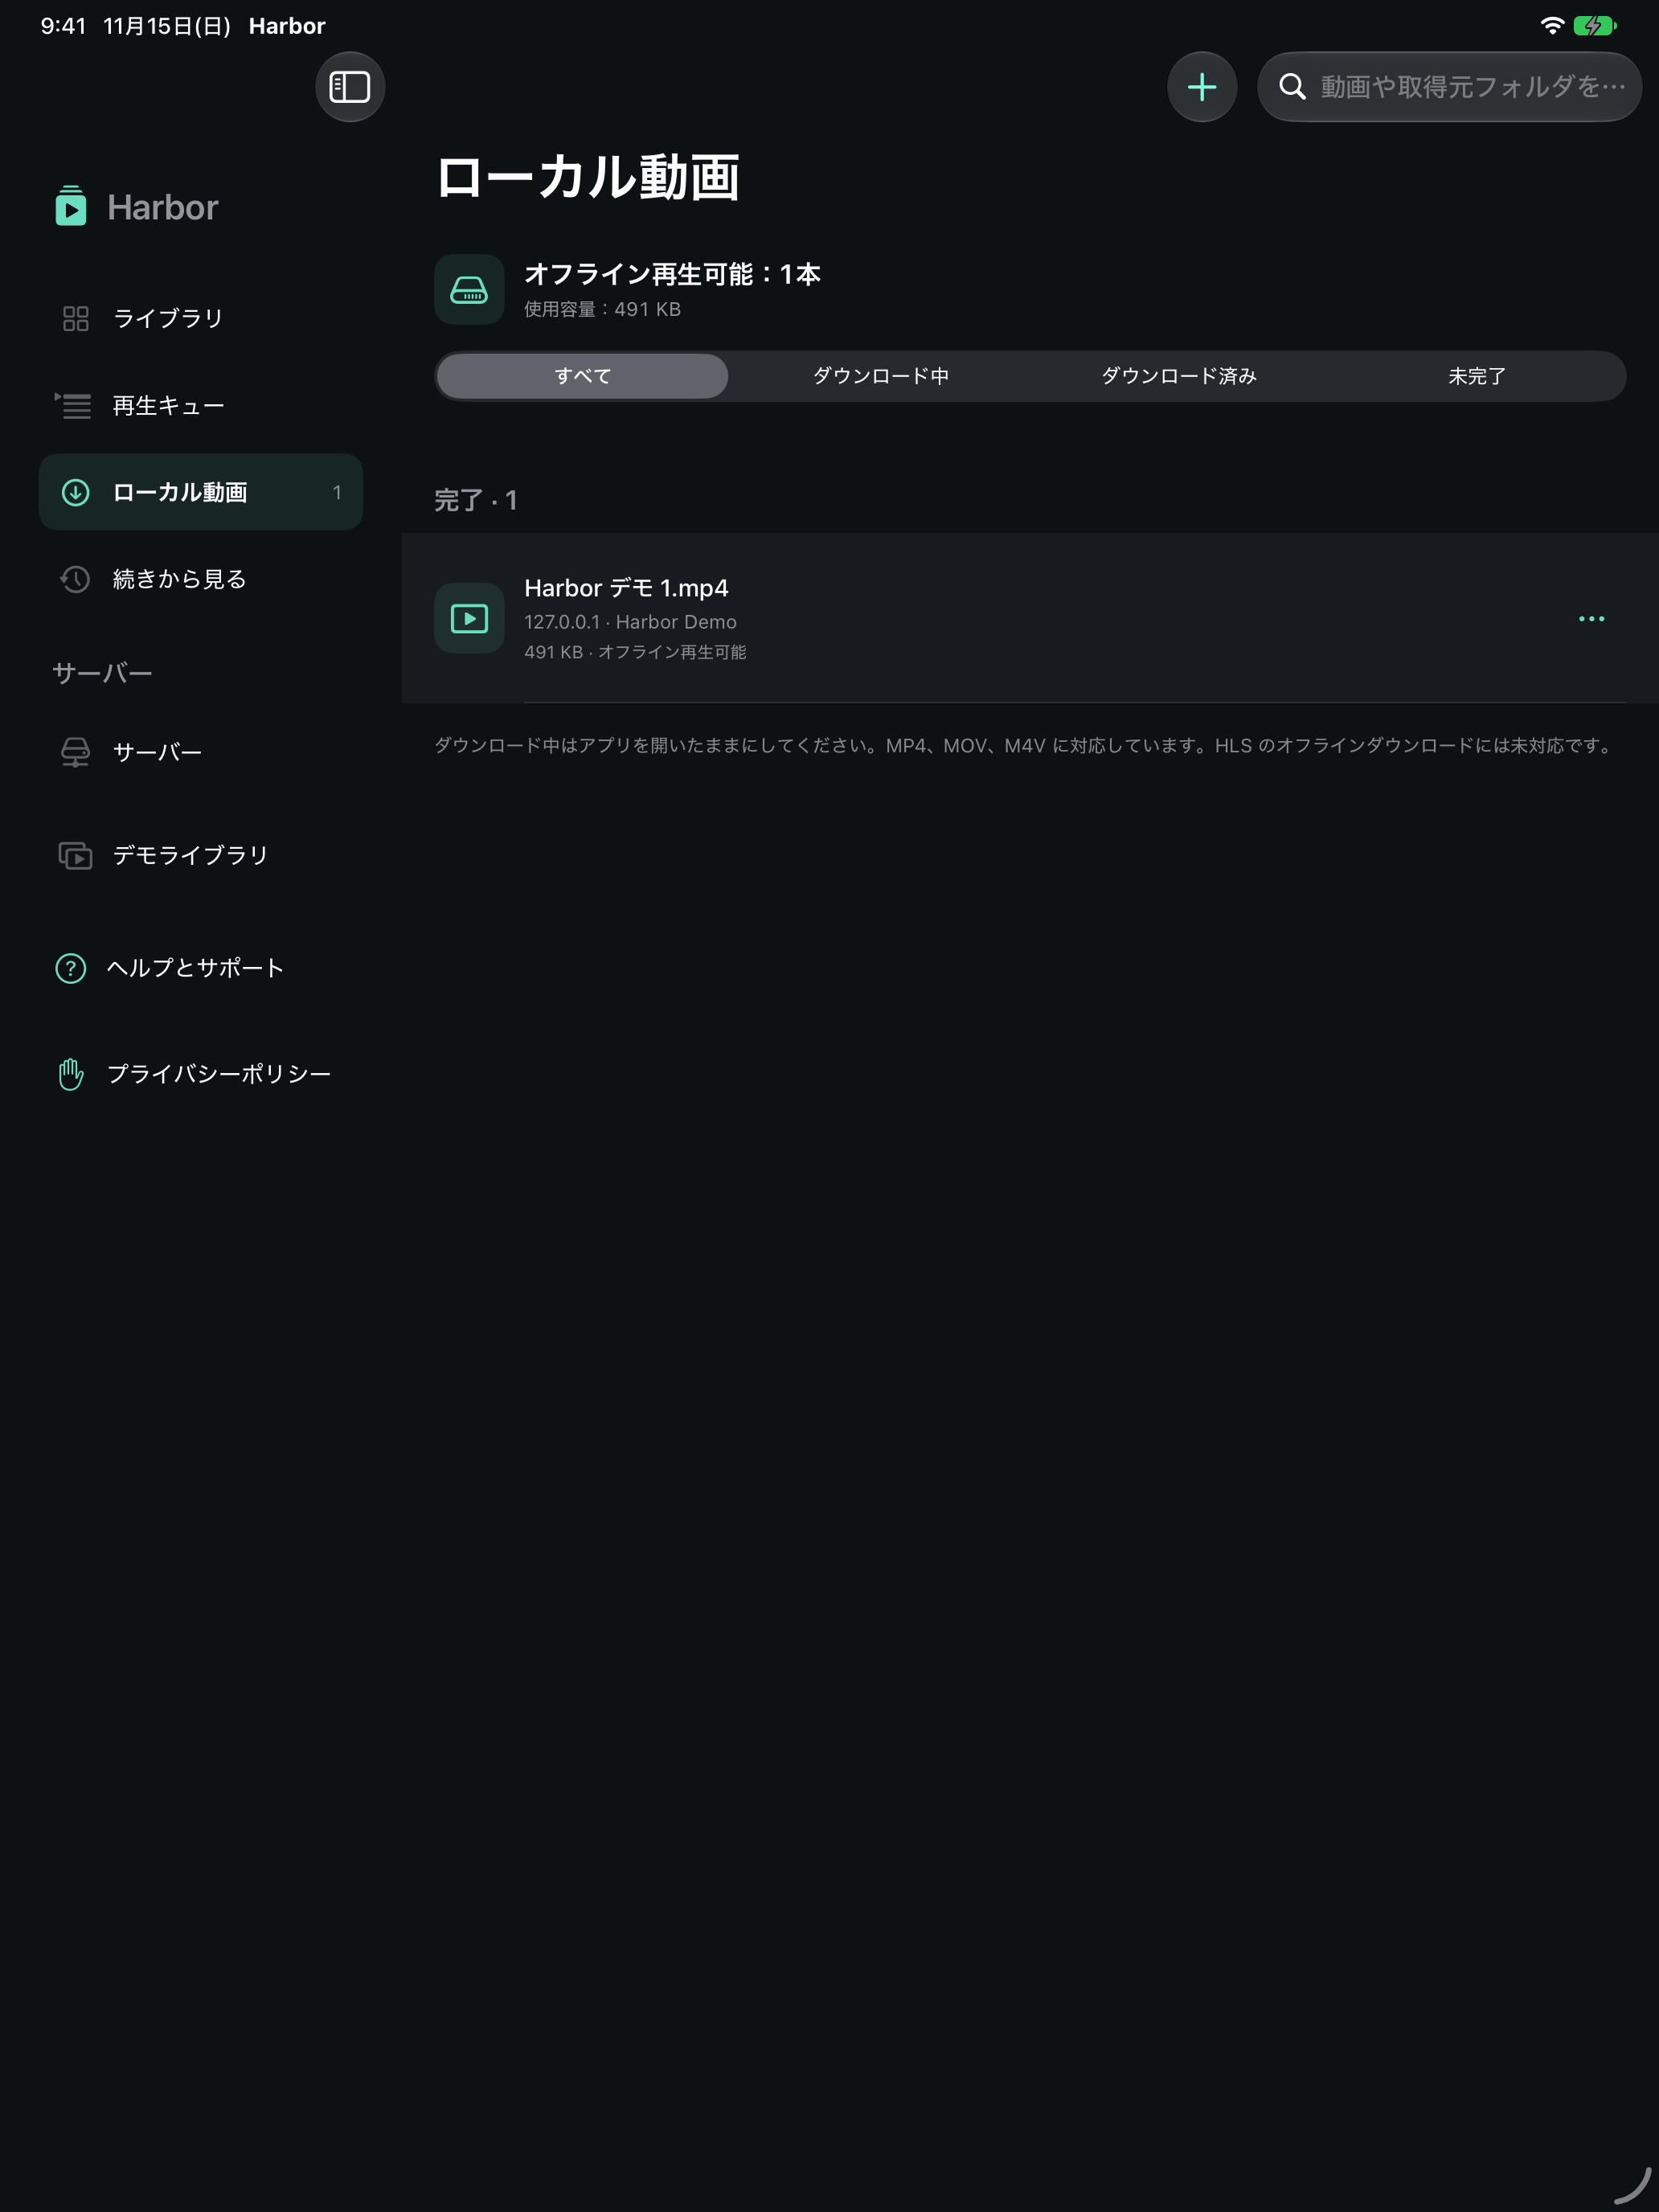 9:41 11月15日(日) Harbor
動画や取得元フォルダを…
Harbor
ライブラリ
再生キュー
ローカル動画 1
続きから見る
サーバー
サーバー
デモライブラリ
ヘルプとサポート
プライバシーポリシー
ローカル動画
オフライン再生可能：1本
使用容量：491 KB
すべて ダウンロード中 ダウンロード済み 未完了
完了 · 1
Harbor デモ 1.mp4
127.0.0.1 · Harbor Demo
491 KB · オフライン再生可能
ダウンロード中はアプリを開いたままにしてください。MP4、MOV、M4V に対応しています。HLS のオフラインダウンロードには未対応です。